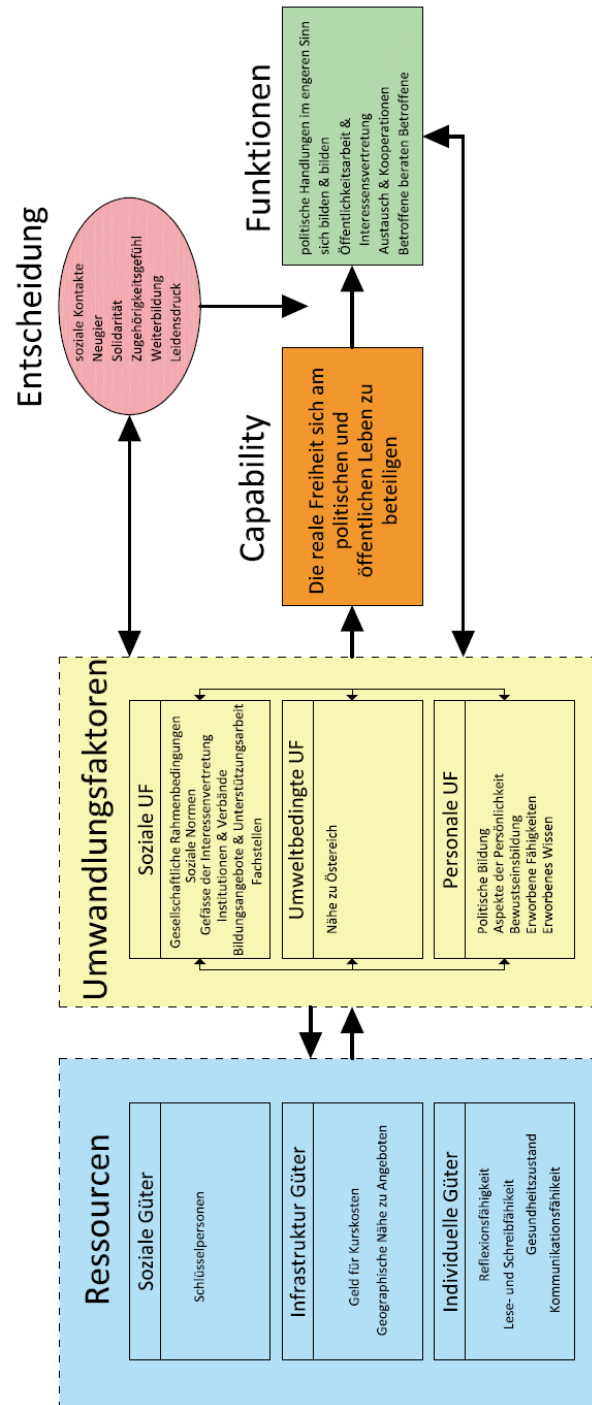 Ressourcen
Soziale Güter
Schlüsselpersonen
Infrastruktur Güter
Geld für Kurskosten
Geographische Nähe zu Angeboten
Individuelle Güter
Reflexionsfähigkeit
Lese- und Schreibfähikeit
Gesundheitszustand
Kommunikationsfähikeit
Umwandlungsfaktoren
Soziale UF
Gesellschaftliche Rahmenbedingungen
Soziale Normen
Gefässe der Interessenvertretung
Institutionen & Verbände
Bildungsangebote & Unterstützungsarbeit
Fachstellen
Umweltbedingte UF
Nähe zu Österreich
Personale UF
Politische Bildung
Aspekte der Persönlichkeit
Bewustseinsbildung
Erworbene Fähigkeiten
Erworbenes Wissen
Capability
Die reale Freiheit sich am
politischen und
öffentlichen Leben zu
beteiligen
Entscheidung
soziale Kontakte
Neugier
Solidarität
Zugehörigkeitsgefühl
Weiterbildung
Leidensdruck
Funktionen
politische Handlungen im engeren Sinn
sich bilden & bilden
Öffentlichkeitsarbeit &
Interessensvertretung
Austausch & Kooperationen
Betroffene beraten Betroffene